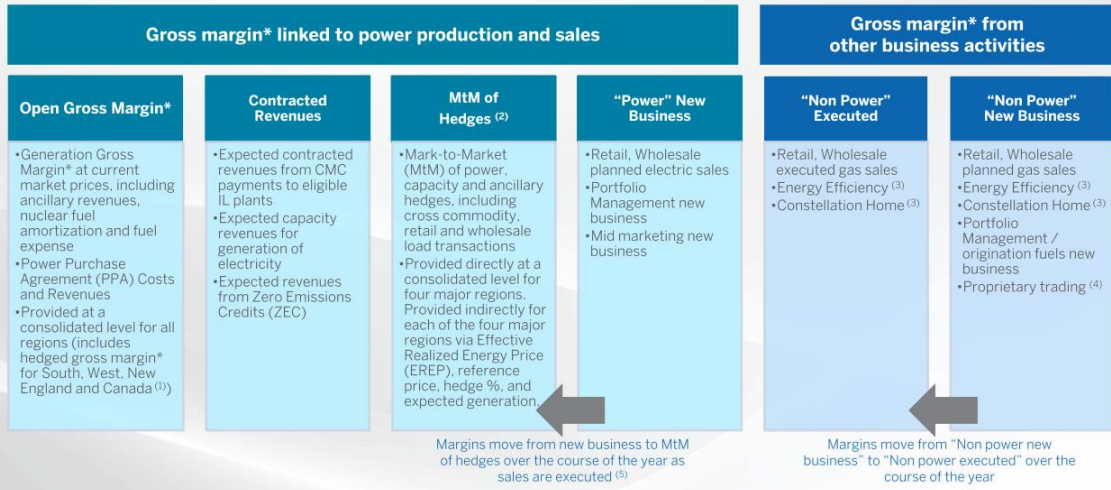 Gross margin* linked to power production and sales
Gross margin* from
other business activities
Open Gross Margin*
•Generation Gross
Margin* at current
market prices, including
ancillary revenues,
nuclear fuel
amortization and fuel
expense
•Power Purchase
Agreement (PPA) Costs
and Revenues
•Provided at a
consolidated level for all
regions (includes
hedged gross margin*
for South, West, New
England and Canada (1))
Contracted
Revenues
•Expected contracted
revenues from CMC
payments to eligible
IL plants
•Expected capacity
revenues for
generation of
electricity
•Expected revenues
from Zero Emissions
Credits (ZEC)
MtM of
Hedges (2)
•Mark-to-Market
(MtM) of power,
capacity and ancillary
hedges, including
cross commodity,
retail and wholesale
load transactions
•Provided directly at a
consolidated level for
four major regions.
Provided indirectly for
each of the four major
regions via Effective
Realized Energy Price
(EREP), reference
price, hedge %, and
expected generation.
“Power” New
Business
•Retail, Wholesale
planned electric sales
•Portfolio
Management new
business
•Mid marketing new
business
Margins move from new business to MtM
of hedges over the course of the year as
sales are executed (5)
“Non Power”
Executed
•Retail, Wholesale
executed gas sales
•Energy Efficiency (3)
•Constellation Home (3)
“Non Power”
New Business
•Retail, Wholesale
planned gas sales
•Energy Efficiency (3)
•Constellation Home (3)
•Portfolio
Management /
origination fuels new
business
•Proprietary trading (4)
Margins move from “Non power new
business” to “Non power executed” over the
course of the year